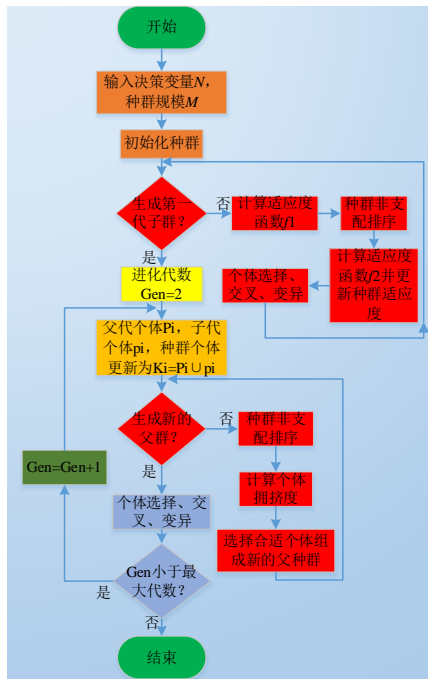 开始
输入决策变量N，
种群规模M
初始化种群
生成第一
代子群？
否
计算适应度
函数f1
种群非支
配排序
计算适应度
函数f2并更
新种群适应
度
个体选择、
交叉、变异
是
进化代数
Gen=2
父代个体Pi，子代
个体pi，种群个体
更新为Ki=Pi∪pi
生成新的
父群？
否
种群非支
配排序
计算个体
拥挤度
选择合适个体组
成新的父种群
是
个体选择、交
叉、变异
Gen=Gen+1
Gen小于最
大代数？
是
否
结束